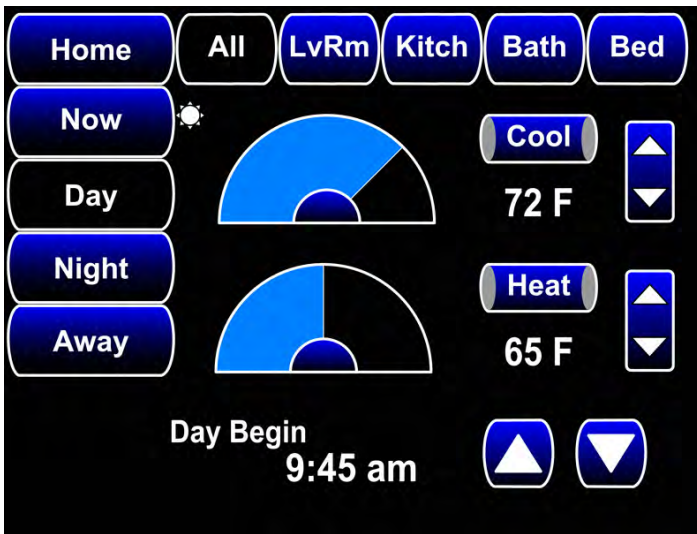 Home
All
LvRm
Kitch
Bath
Bed
Now
Day
Night
Away
Cool
72 F
Heat
65 F
Day Begin
9:45 am